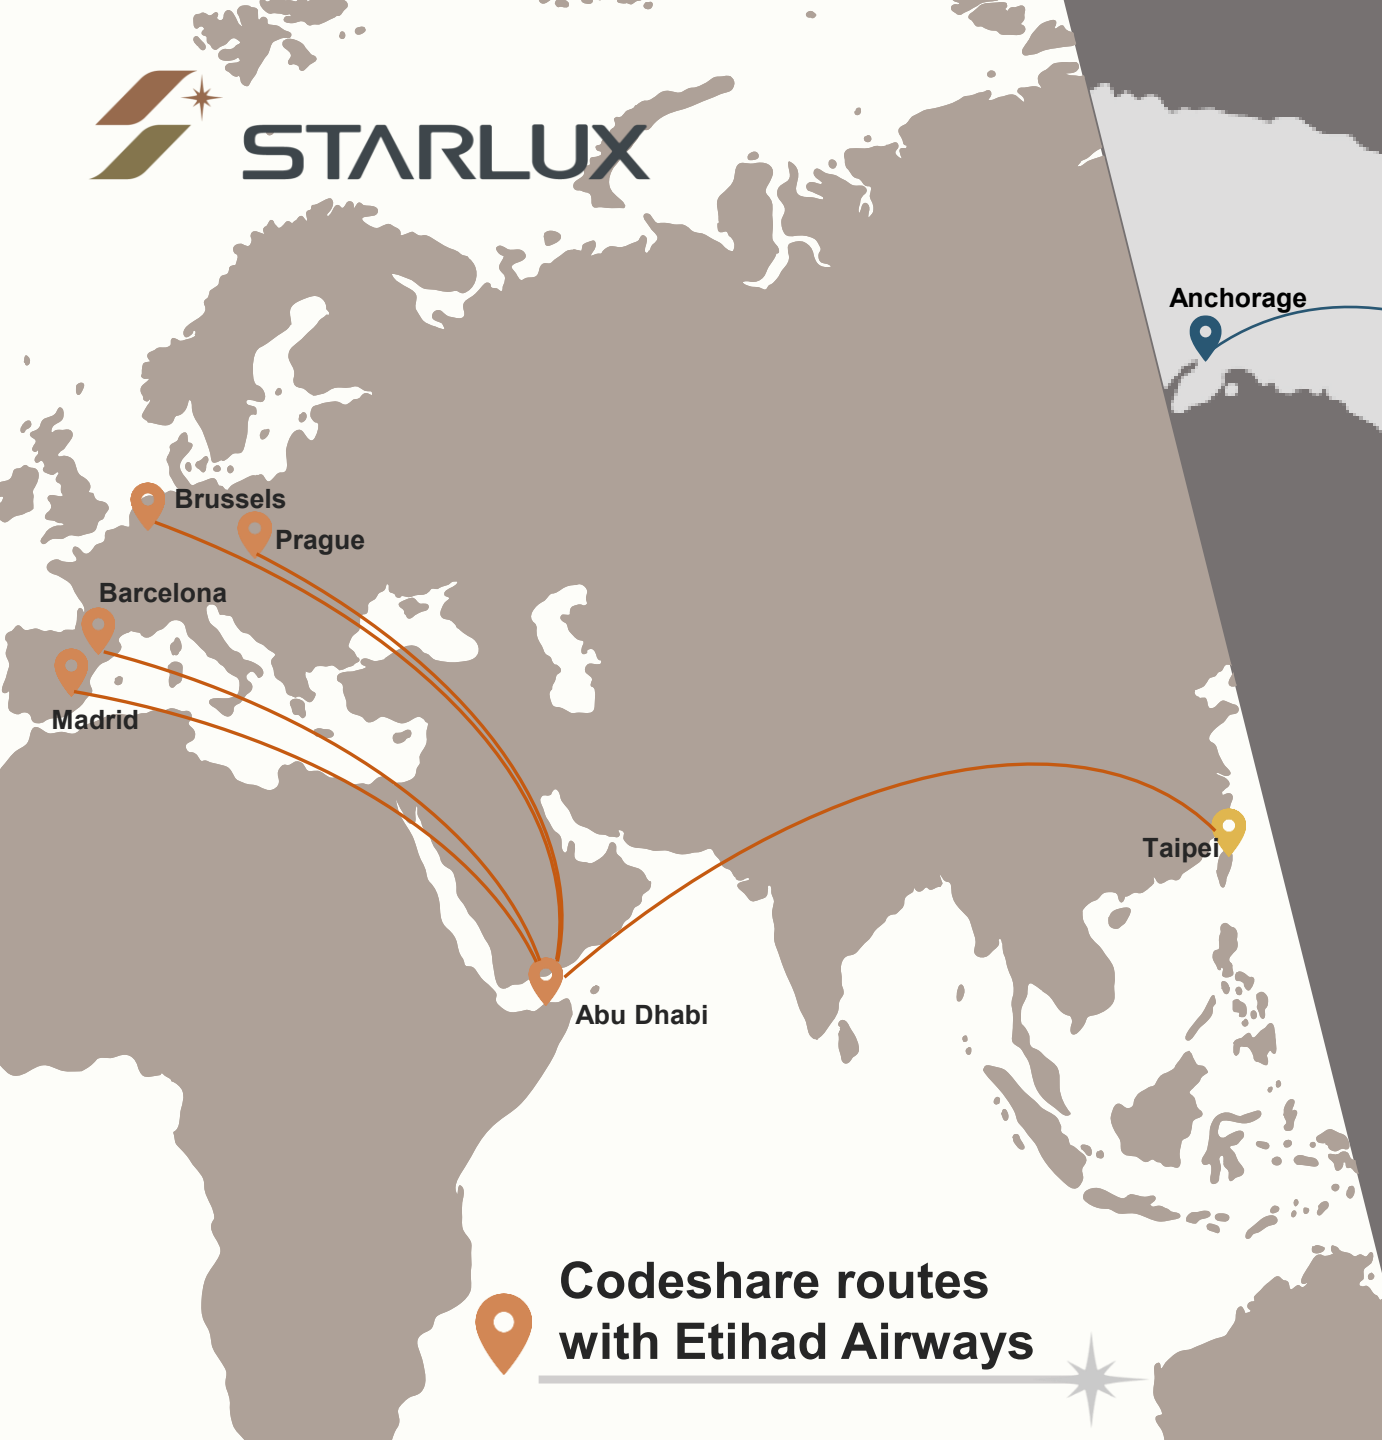 STARLUX
Anchorage
Brussels
Prague
Barcelona
Madrid
Taipei
Abu Dhabi
Codeshare routes
with Etihad Airways